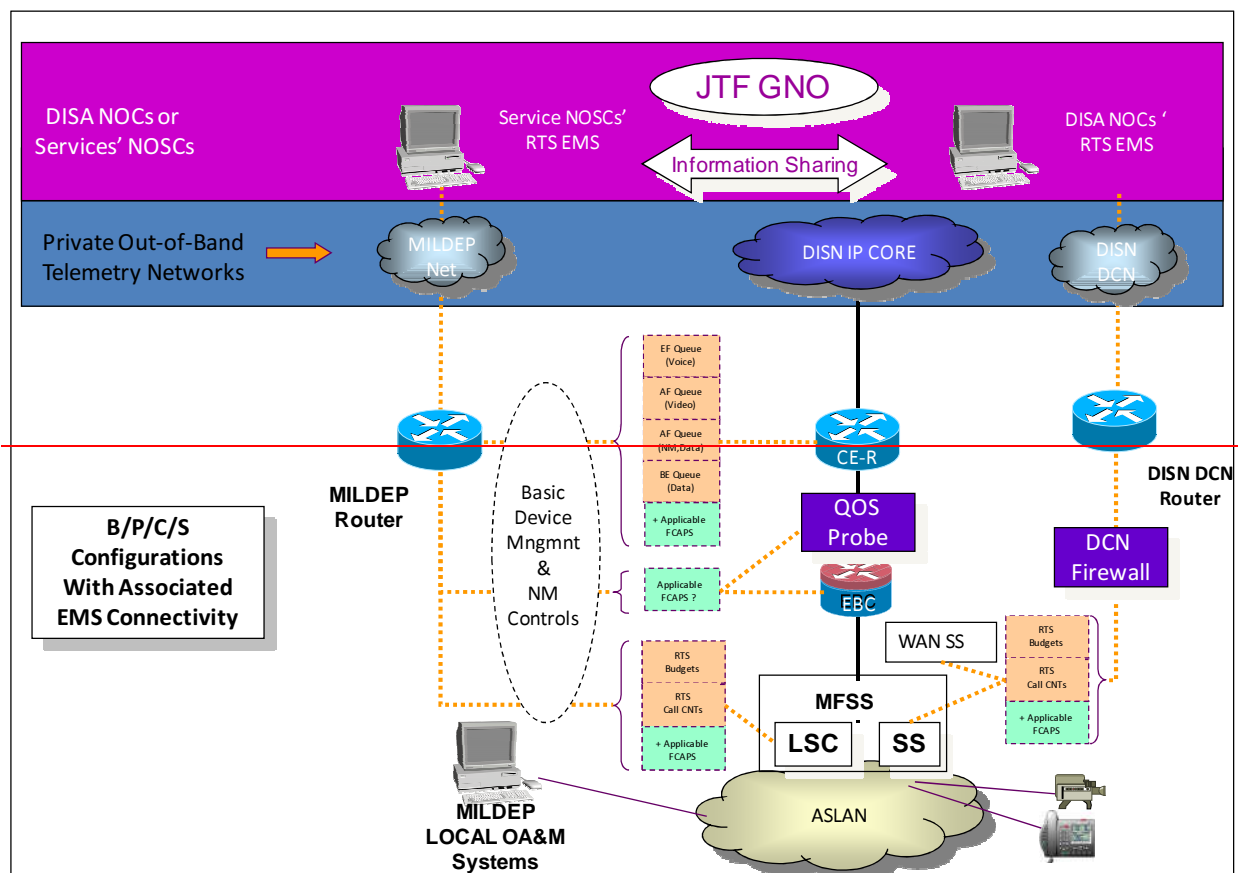 JTF GNO
DISA NOCs or
Services' NOSCs
Service NOSCs'
RTS EMS
Information Sharing
DISA NOCs '
RTS EMS
Private Out-of-Band
Telemetry Networks
MILDEP
Net
DISN IP CORE
DISN
DCN
EF Queue
(Voice)
AF Queue
(Video)
AF Queue
(NM,Data)
BE Queue
(Data)
+ Applicable
FCAPS
CE-R
MILDEP
Router
DISN DCN
Router
Basic
Device
Mngmnt
&
NM
Controls
QOS
Probe
DCN
Firewall
B/P/C/S
Configurations
With Associated
EMS Connectivity
Applicable
FCAPS ?
EBC
WAN SS
RTS
Budgets
RTS
Call CNTs
+ Applicable
FCAPS
RTS
Budgets
RTS
Call CNTs
+ Applicable
FCAPS
MFSS
LSC
SS
ASLAN
MILDEP
LOCAL OA&M
Systems